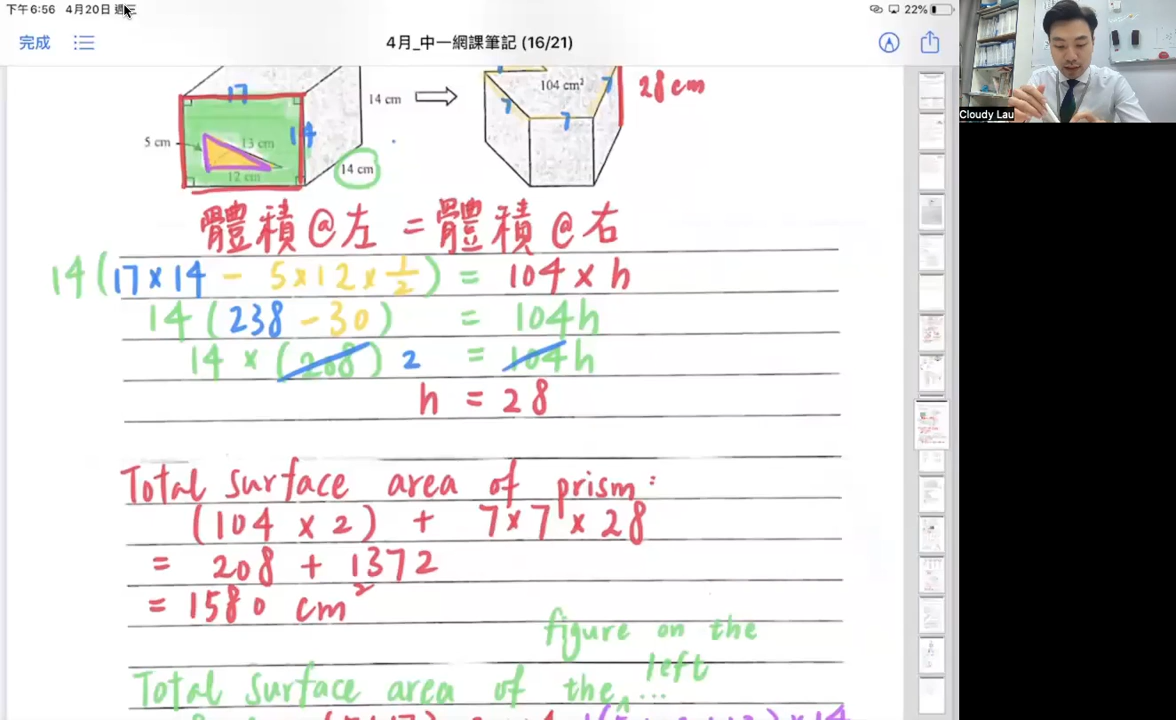 下午6:56 4月20日 週三
22%
完成
4月_中一網課筆記 (16/21)
17
14 cm
104 cm²
7
28 cm
7
5 cm
13 cm
14
7
12 cm
14 cm
Cloudy Lau
體積@左 = 體積@右
14(17×14 - 5×12×1/2) = 104 × h
14(238 - 30) = 104h
14 × (208) 2 = 104h
h = 28
Total surface area of prism:
(104 × 2) + 7×7×28
= 208 + 1372
= 1580 cm²
figure on the
left
Total surface area of the ...